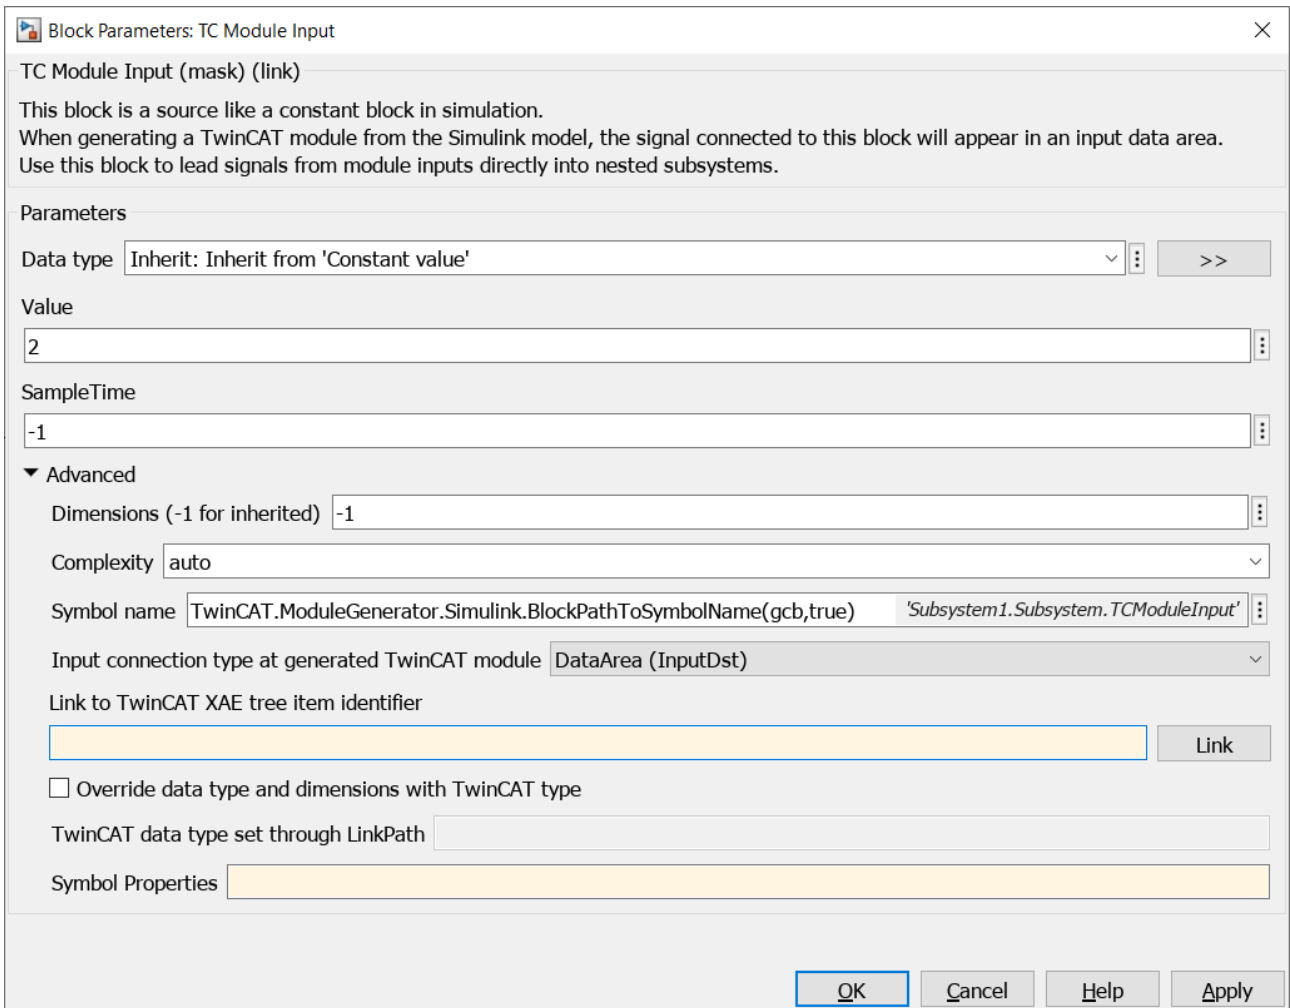 Block Parameters: TC Module Input
TC Module Input (mask) (link)
This block is a source like a constant block in simulation.
When generating a TwinCAT module from the Simulink model, the signal connected to this block will appear in an input data area.
Use this block to lead signals from module inputs directly into nested subsystems.
Parameters
Data type Inherit: Inherit from 'Constant value' >>
Value
2
SampleTime
-1
Advanced
Dimensions (-1 for inherited) -1
Complexity auto
Symbol name TwinCAT.ModuleGenerator.Simulink.BlockPathToSymbolName(gcb,true) 'Subsystem1.Subsystem.TCModuleInput'
Input connection type at generated TwinCAT module DataArea (InputDst)
Link to TwinCAT XAE tree item identifier
Link
Override data type and dimensions with TwinCAT type
TwinCAT data type set through LinkPath
Symbol Properties
OK Cancel Help Apply